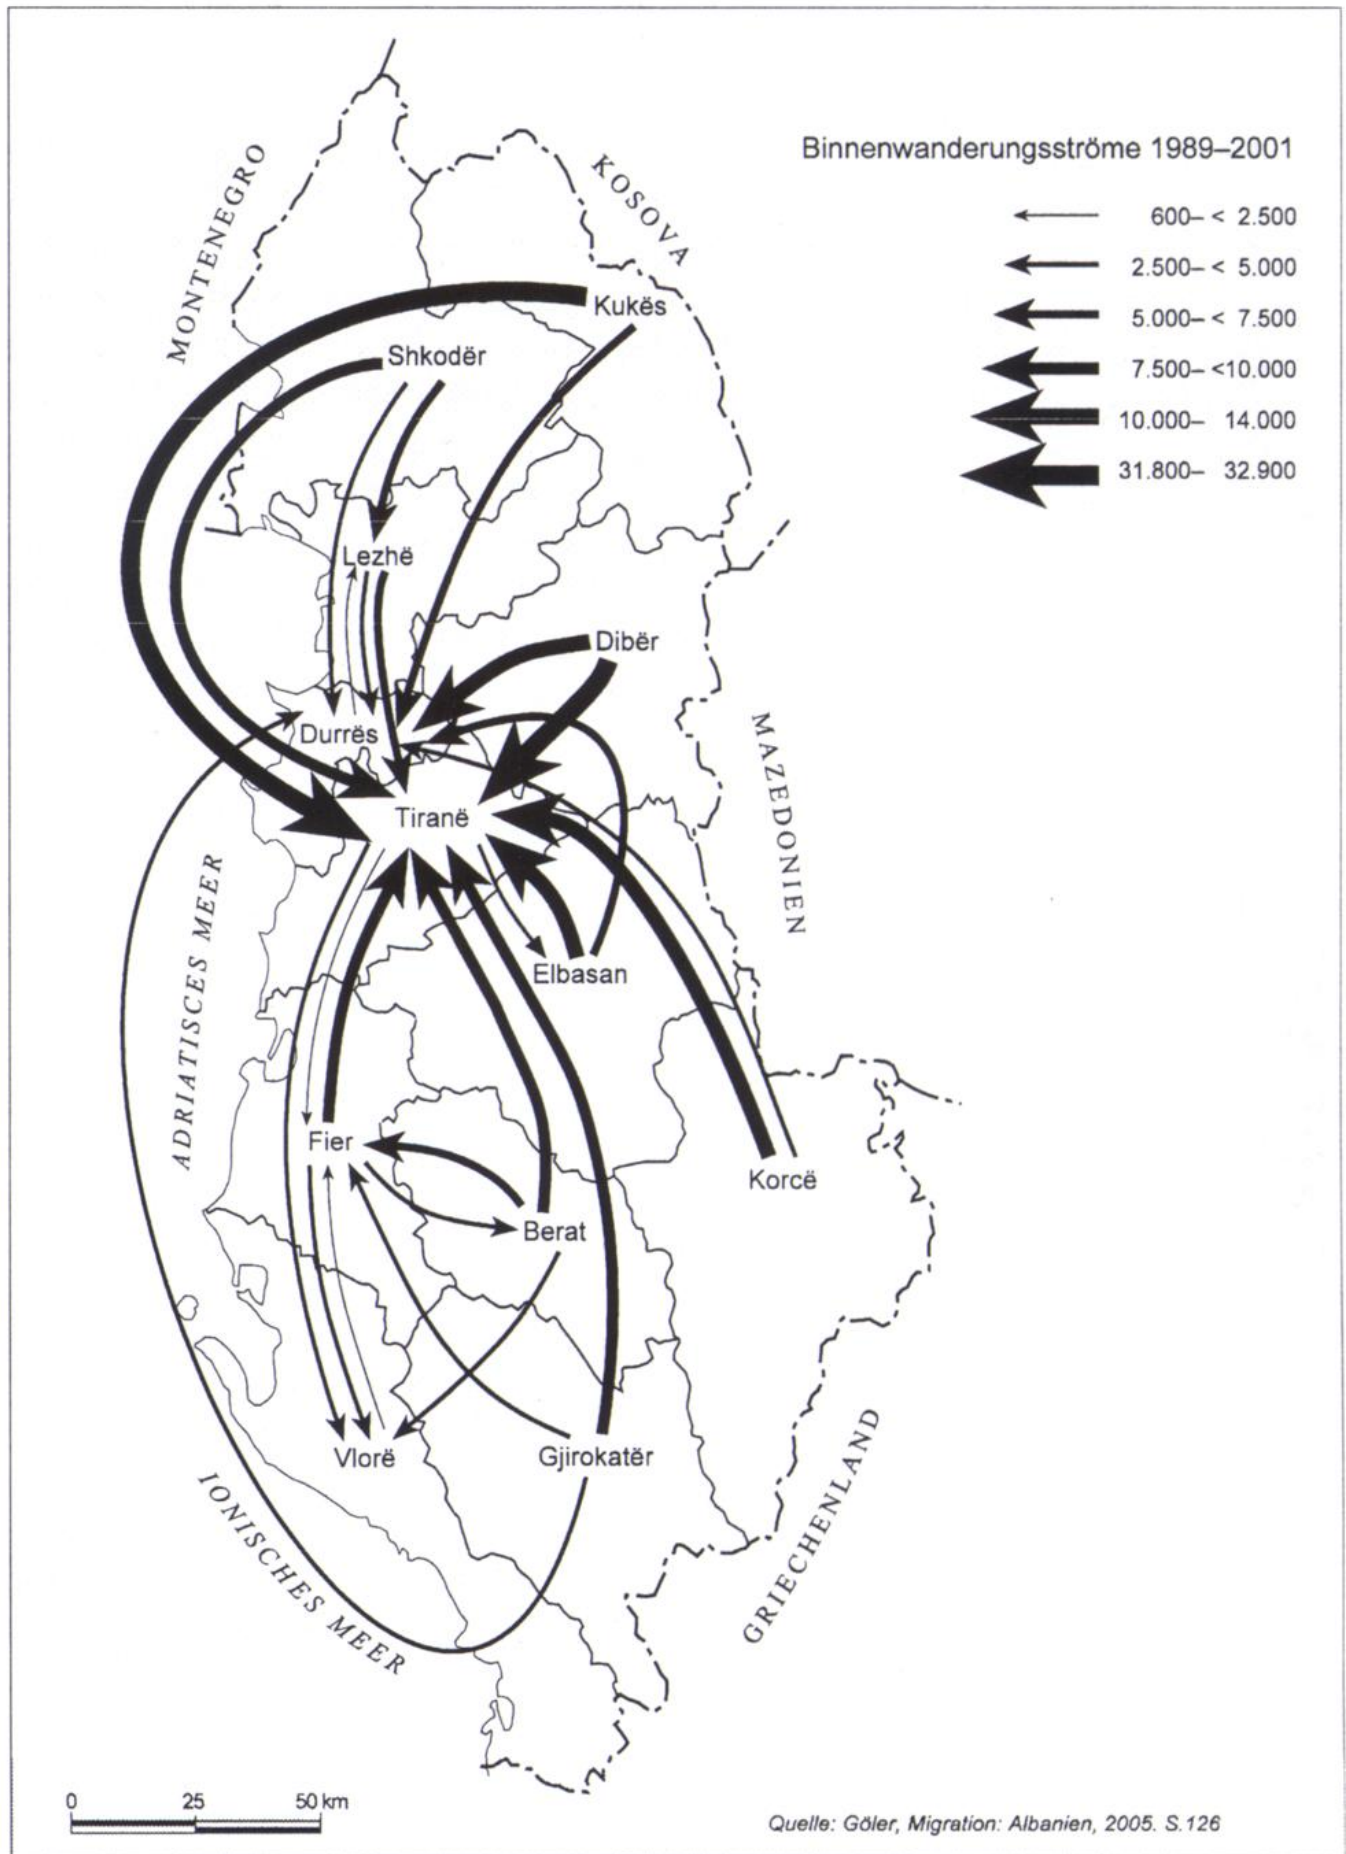 Binnenwanderungsströme 1989–2001
600– < 2.500
2.500– < 5.000
5.000– < 7.500
7.500– <10.000
10.000– 14.000
31.800– 32.900
MONTENEGRO
KOSOVA
Kukës
Shkodër
Lezhë
Dibër
Durrës
MAZEDONIEN
Tiranë
ADRIATISCES MEER
Elbasan
Fier
Korcë
Berat
Vlorë
Gjirokatër
IONISCHES MEER
GRIECHENLAND
0 25 50 km
Quelle: Göler, Migration: Albanien, 2005. S.126